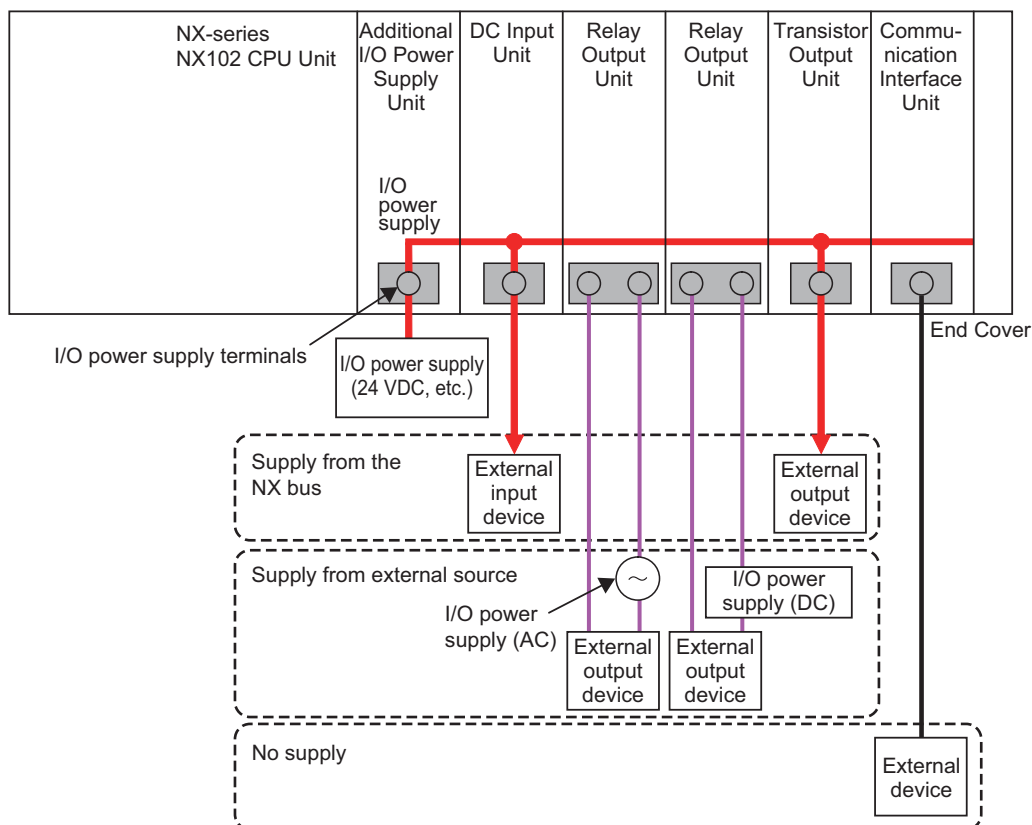 NX-series
NX102 CPU Unit
Additional
I/O Power
Supply
Unit
DC Input
Unit
Relay
Output
Unit
Relay
Output
Unit
Transistor
Output
Unit
Commu-
nication
Interface
Unit
I/O
power
supply
End Cover
I/O power supply terminals
I/O power supply
(24 VDC, etc.)
Supply from the
NX bus
External
input
device
External
output
device
Supply from external source
~
I/O power
supply (AC)
I/O power
supply (DC)
External
output
device
External
output
device
No supply
External
device